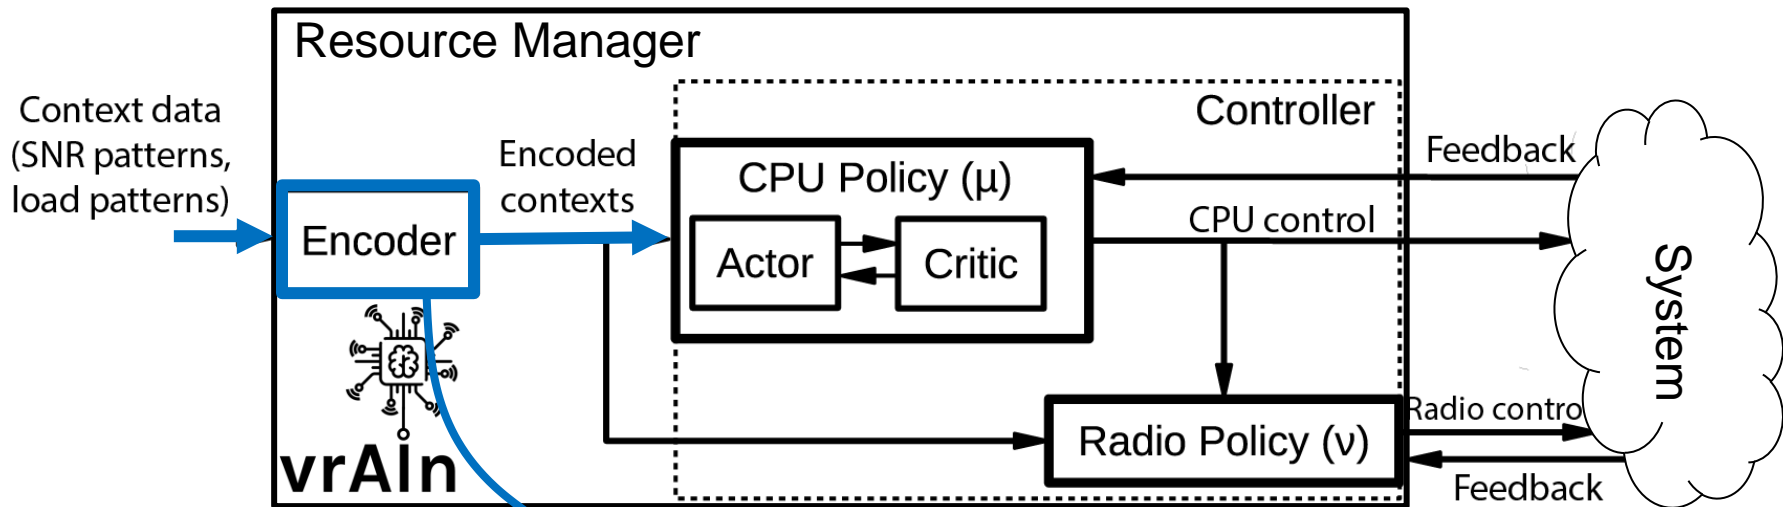 Resource Manager
Context data
(SNR patterns,
load patterns)
Encoder
Encoded
contexts
Controller
CPU Policy (μ)
Actor
Critic
Feedback
CPU control
System
Radio Policy (ν)
Radio contro
Feedback
vrAIn